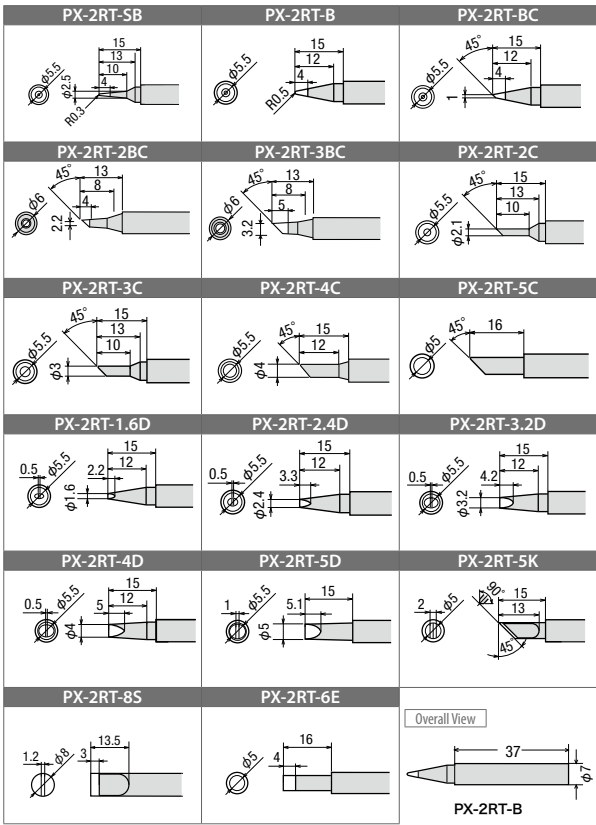 PX-2RT-SB
15
13
10
4
φ5.5
φ2.5
R0.3
PX-2RT-B
15
12
4
φ5.5
R0.5
PX-2RT-BC
45°
15
12
4
φ5.5
1
PX-2RT-2BC
45°
13
8
4
φ6
2.2
PX-2RT-3BC
45°
13
8
5
φ6
3.2
PX-2RT-2C
45°
15
13
10
φ5.5
φ2.1
PX-2RT-3C
45°
15
13
10
φ5.5
φ3
PX-2RT-4C
45°
15
12
φ5.5
φ4
PX-2RT-5C
45°
16
φ5
PX-2RT-1.6D
15
12
2.2
0.5
φ5.5
φ1.6
PX-2RT-2.4D
15
12
3.3
0.5
φ5.5
φ2.4
PX-2RT-3.2D
15
12
4.2
0.5
φ5.5
φ3.2
PX-2RT-4D
15
12
5
0.5
φ5.5
φ4
PX-2RT-5D
15
5.1
1
φ5.5
φ5
PX-2RT-5K
90°
15
13
2
φ5
45°
PX-2RT-8S
13.5
3
1.2
φ8
PX-2RT-6E
16
4
φ5
Overall View
37
φ7
PX-2RT-B